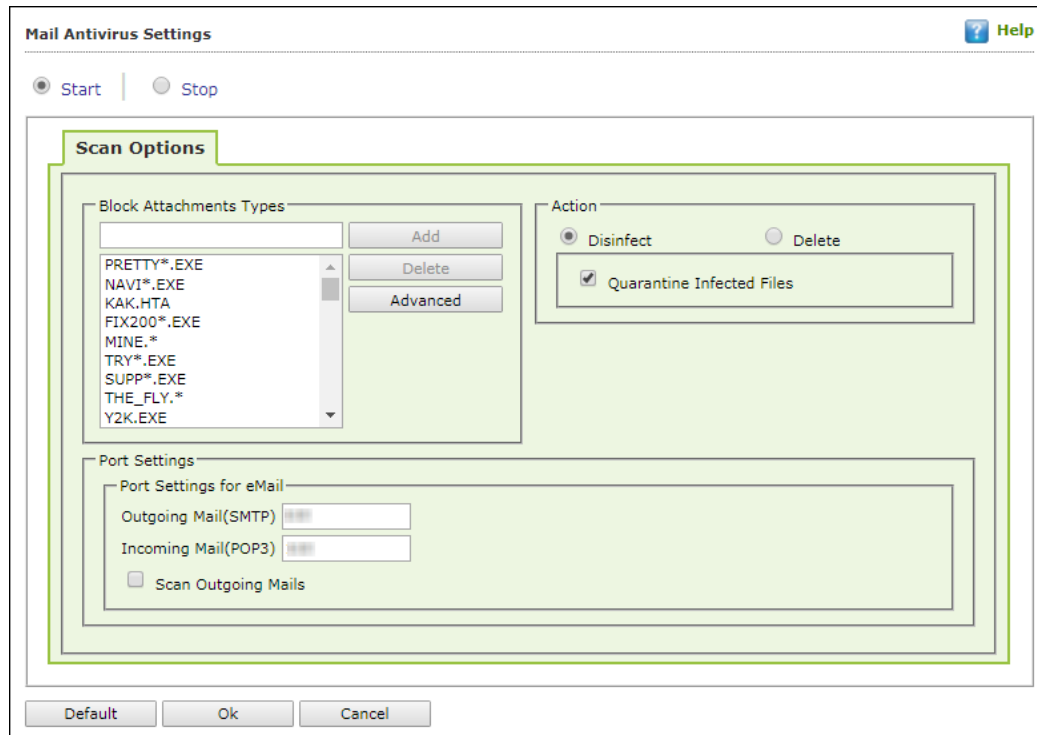 Mail Antivirus Settings
Help
Start
Stop
Scan Options
Block Attachments Types
Add
PRETTY*.EXE
NAVI*.EXE
KAK.HTA
FIX200*.EXE
MINE.*
TRY*.EXE
SUPP*.EXE
THE_FLY.*
Y2K.EXE
Delete
Advanced
Action
Disinfect
Delete
Quarantine Infected Files
Port Settings
Port Settings for eMail
Outgoing Mail(SMTP)
Incoming Mail(POP3)
Scan Outgoing Mails
Default
Ok
Cancel